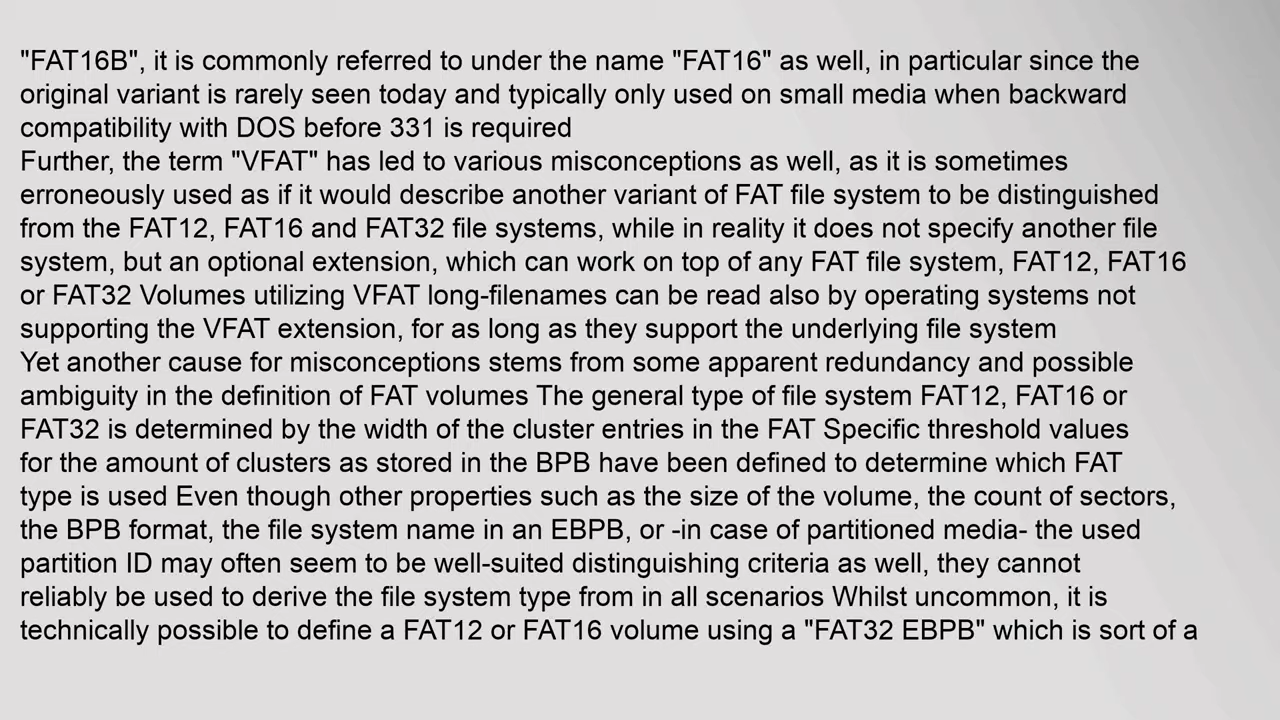 "FAT16B", it is commonly referred to under the name "FAT16" as well, in particular since the
original variant is rarely seen today and typically only used on small media when backward
compatibility with DOS before 331 is required
Further, the term "VFAT" has led to various misconceptions as well, as it is sometimes
erroneously used as if it would describe another variant of FAT file system to be distinguished
from the FAT12, FAT16 and FAT32 file systems, while in reality it does not specify another file
system, but an optional extension, which can work on top of any FAT file system, FAT12, FAT16
or FAT32 Volumes utilizing VFAT long-filenames can be read also by operating systems not
supporting the VFAT extension, for as long as they support the underlying file system
Yet another cause for misconceptions stems from some apparent redundancy and possible
ambiguity in the definition of FAT volumes The general type of file system FAT12, FAT16 or
FAT32 is determined by the width of the cluster entries in the FAT Specific threshold values
for the amount of clusters as stored in the BPB have been defined to determine which FAT
type is used Even though other properties such as the size of the volume, the count of sectors,
the BPB format, the file system name in an EBPB, or -in case of partitioned media- the used
partition ID may often seem to be well-suited distinguishing criteria as well, they cannot
reliably be used to derive the file system type from in all scenarios Whilst uncommon, it is
technically possible to define a FAT12 or FAT16 volume using a "FAT32 EBPB" which is sort of a